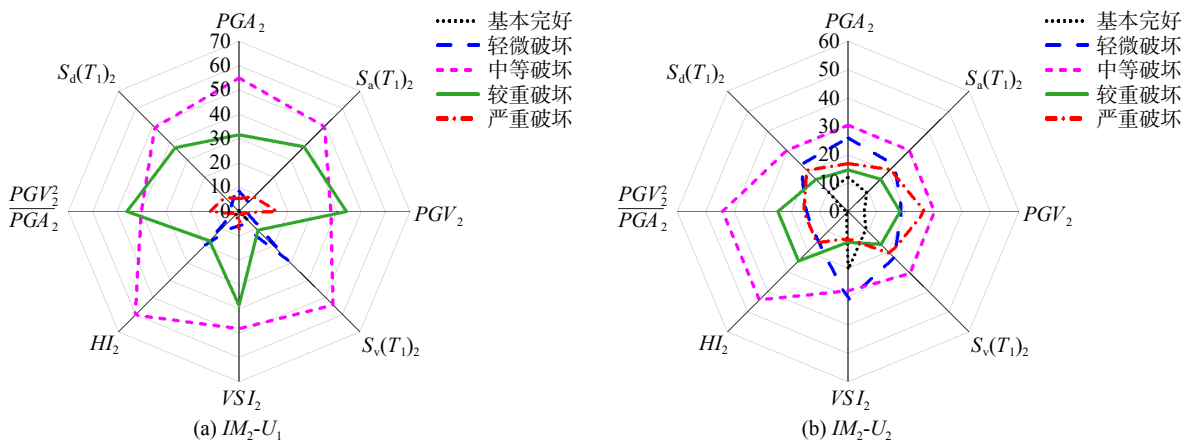 PGA₂
70
60
50
40
30
20
10
0
Sₐ(T₁)₂
PGV₂
Sᵥ(T₁)₂
VSI₂
HI₂
PGV₂²
PGA₂
S_d(T₁)₂
基本完好
轻微破坏
中等破坏
较重破坏
严重破坏
(a) IM₂-U₁
PGA₂
60
50
40
30
20
10
0
Sₐ(T₁)₂
PGV₂
Sᵥ(T₁)₂
VSI₂
HI₂
PGV₂²
PGA₂
S_d(T₁)₂
基本完好
轻微破坏
中等破坏
较重破坏
严重破坏
(b) IM₂-U₂